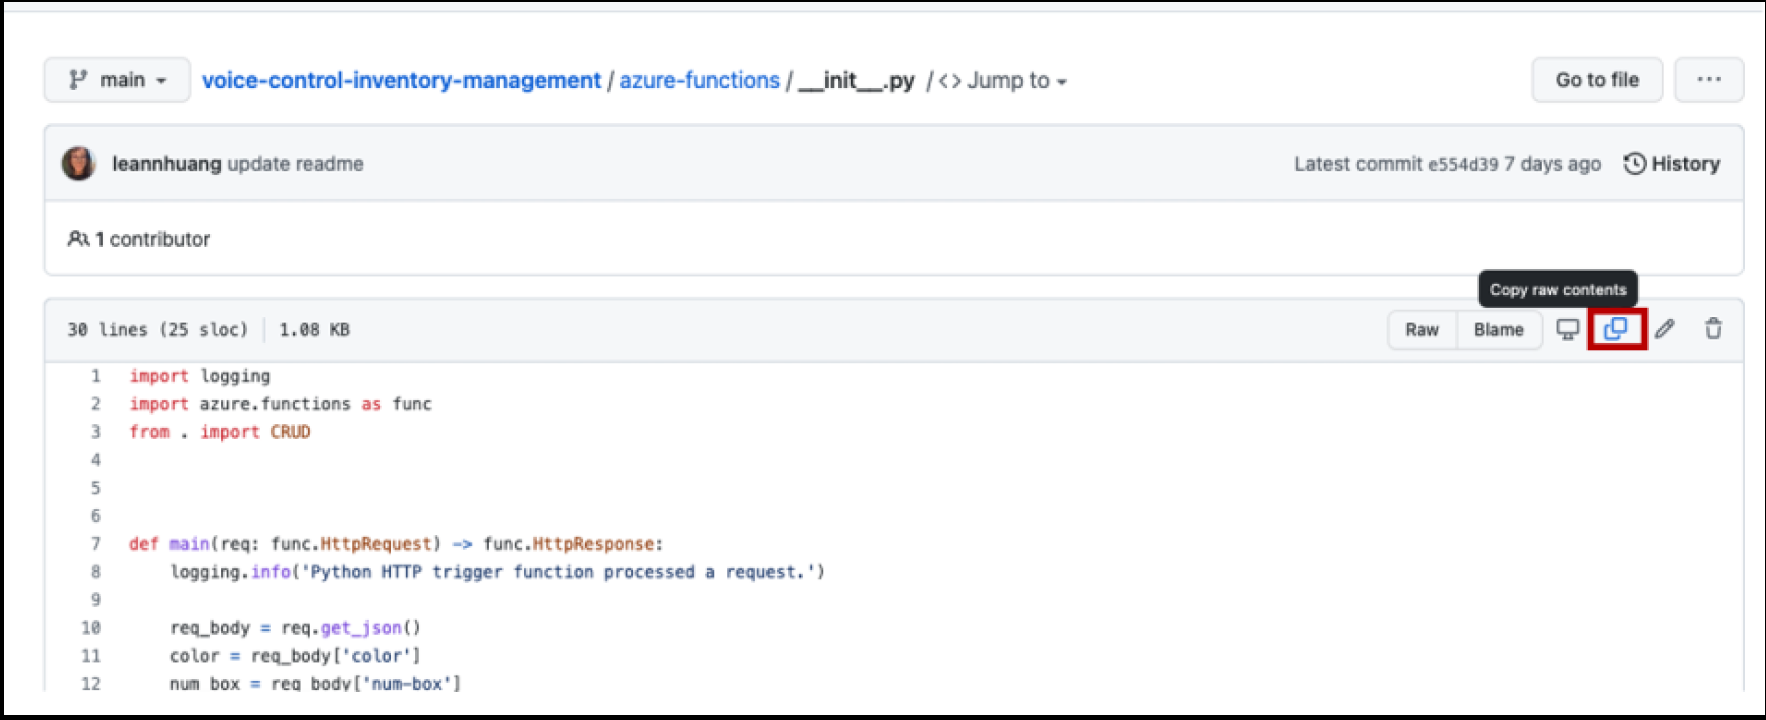 main voice-control-inventory-management / azure-functions / __init__.py / <> Jump to Go to file ...
leannhuang update readme Latest commit e554d39 7 days ago History
1 contributor
Copy raw contents
30 lines (25 sloc) 1.08 KB Raw Blame
1 import logging
2 import azure.functions as func
3 from . import CRUD
4
5
6
7 def main(req: func.HttpRequest) -> func.HttpResponse:
8 logging.info('Python HTTP trigger function processed a request.')
9
10 req_body = req.get_json()
11 color = req_body['color']
12 num_box = req_body['num-box']